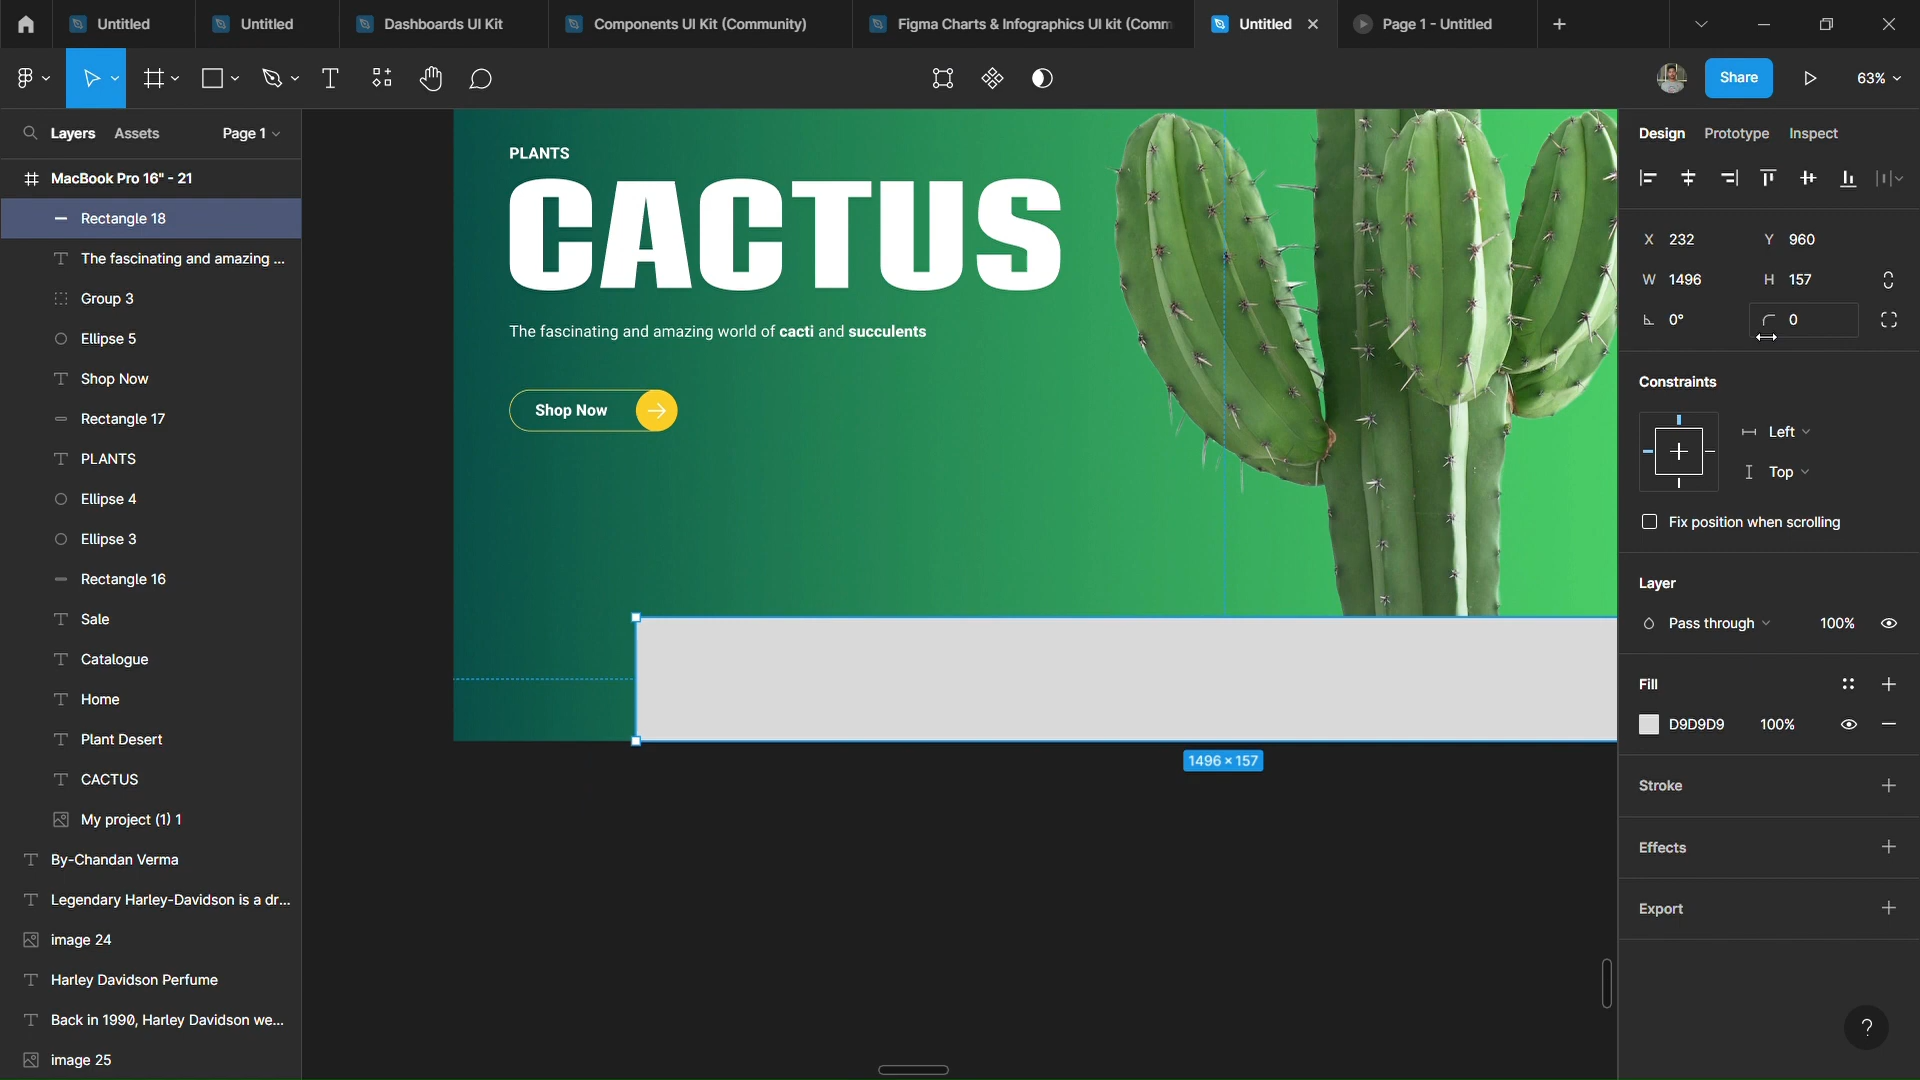 Untitled
Untitled
Dashboards UI Kit
Components UI Kit (Community)
Figma Charts & Infographics UI kit (Comm
Untitled
Page 1 - Untitled
Share
63%
Layers
Assets
Page 1
MacBook Pro 16" - 21
Rectangle 18
The fascinating and amazing ...
Group 3
Ellipse 5
Shop Now
Rectangle 17
PLANTS
Ellipse 4
Ellipse 3
Rectangle 16
Sale
Catalogue
Home
Plant Desert
CACTUS
My project (1) 1
By-Chandan Verma
Legendary Harley-Davidson is a dr...
image 24
Harley Davidson Perfume
Back in 1990, Harley Davidson we...
image 25
PLANTS
CACTUS
The fascinating and amazing world of cacti and succulents
Shop Now
1496 × 157
Design
Prototype
Inspect
X 232
Y 960
W 1496
H 157
0°
0
Constraints
Left
Top
Fix position when scrolling
Layer
Pass through
100%
Fill
D9D9D9
100%
Stroke
Effects
Export
?